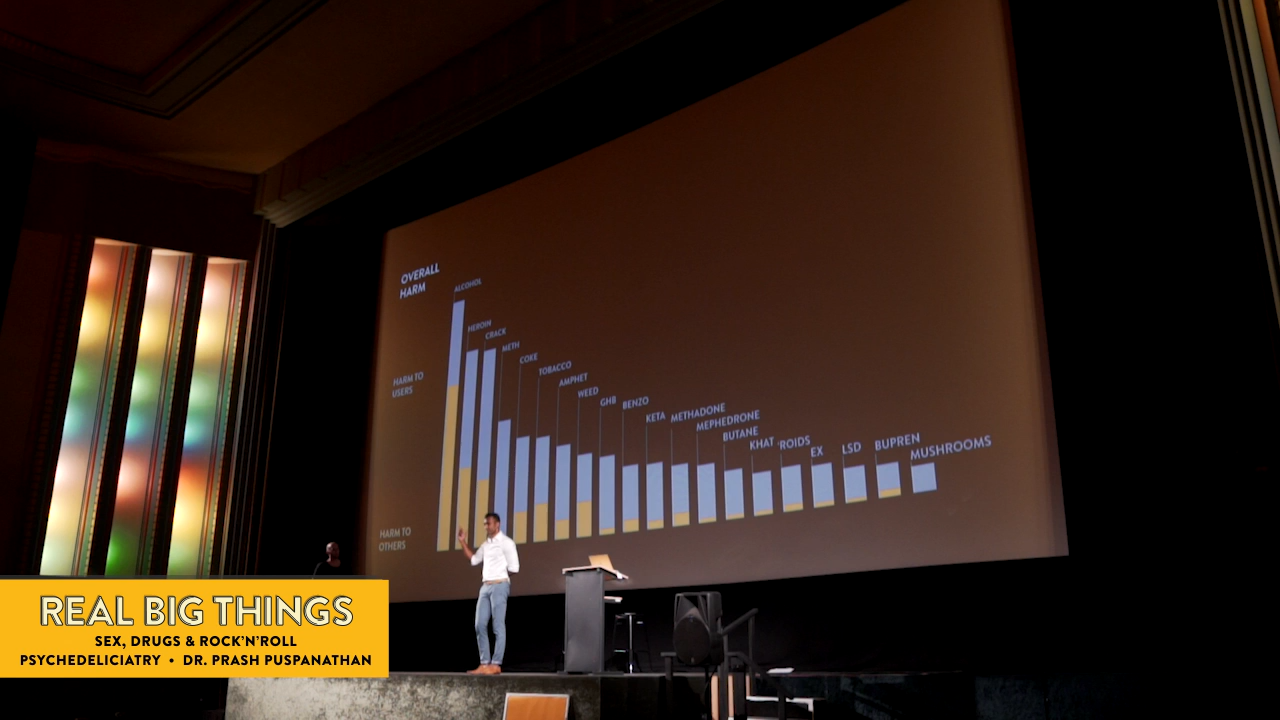 OVERALL
HARM
ALCOHOL
HEROIN
CRACK
METH
COKE
TOBACCO
AMPHET
WEED
GHB
BENZO
KETA
METHADONE
MEPHEDRONE
BUTANE
KHAT
'ROIDS
EX
LSD
BUPREN
MUSHROOMS
HARM TO
USERS
HARM TO
OTHERS
REAL BIG THINGS
SEX, DRUGS & ROCK'N'ROLL
PSYCHEDELICIATRY • DR. PRASH PUSPANATHAN